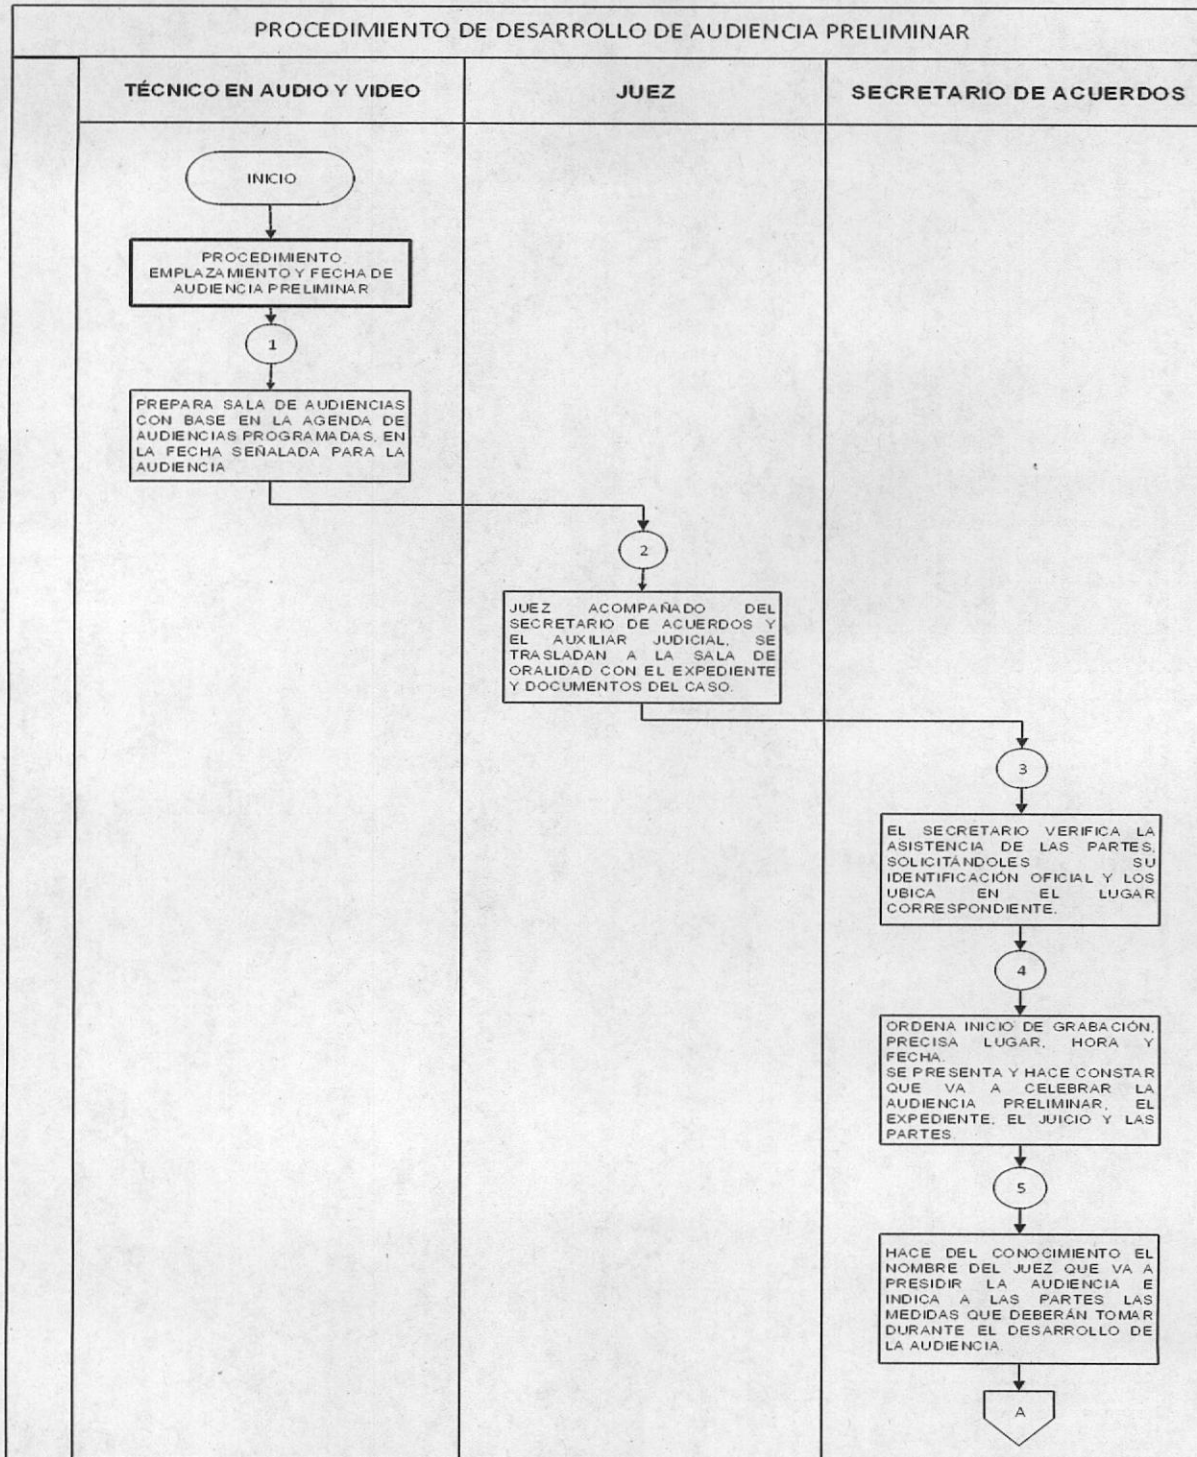 PROCEDIMIENTO DE DESARROLLO DE AUDIENCIA PRELIMINAR
TÉCNICO EN AUDIO Y VIDEO
JUEZ
SECRETARIO DE ACUERDOS
INICIO
PROCEDIMIENTO
EMPLAZAMIENTO Y FECHA DE
AUDIENCIA PRELIMINAR
1
PREPARA SALA DE AUDIENCIAS
CON BASE EN LA AGENDA DE
AUDIENCIAS PROGRAMADAS, EN
LA FECHA SEÑALADA PARA LA
AUDIENCIA
2
JUEZ ACOMPAÑADO DEL
SECRETARIO DE ACUERDOS Y
EL AUXILIAR JUDICIAL, SE
TRASLADAN A LA SALA DE
ORALIDAD CON EL EXPEDIENTE
Y DOCUMENTOS DEL CASO.
3
EL SECRETARIO VERIFICA LA
ASISTENCIA DE LAS PARTES,
SOLICITÁNDOLES SU
IDENTIFICACIÓN OFICIAL Y LOS
UBICA EN EL LUGAR
CORRESPONDIENTE.
4
ORDENA INICIO DE GRABACIÓN,
PRECISA LUGAR, HORA Y
FECHA.
SE PRESENTA Y HACE CONSTAR
QUE VA A CELEBRAR LA
AUDIENCIA PRELIMINAR, EL
EXPEDIENTE, EL JUICIO Y LAS
PARTES.
5
HACE DEL CONOCIMIENTO EL
NOMBRE DEL JUEZ QUE VA A
PRESIDIR LA AUDIENCIA E
INDICA A LAS PARTES LAS
MEDIDAS QUE DEBERÁN TOMAR
DURANTE EL DESARROLLO DE
LA AUDIENCIA.
A